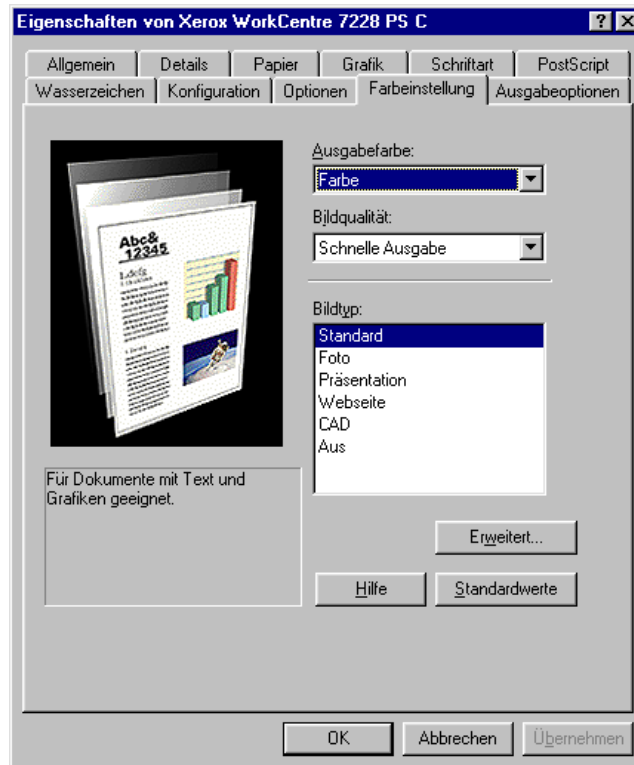 Eigenschaften von Xerox WorkCentre 7228 PS C
Allgemein Details Papier Grafik Schriftart PostScript
Wasserzeichen Konfiguration Optionen Farbeinstellung Ausgabeoptionen
Ausgabefarbe:
Farbe
Bildqualität:
Schnelle Ausgabe
Bildtyp:
Standard
Foto
Präsentation
Webseite
CAD
Aus
Abc&
12345
Für Dokumente mit Text und
Grafiken geeignet.
Erweitert...
Hilfe Standardwerte
OK Abbrechen Übernehmen